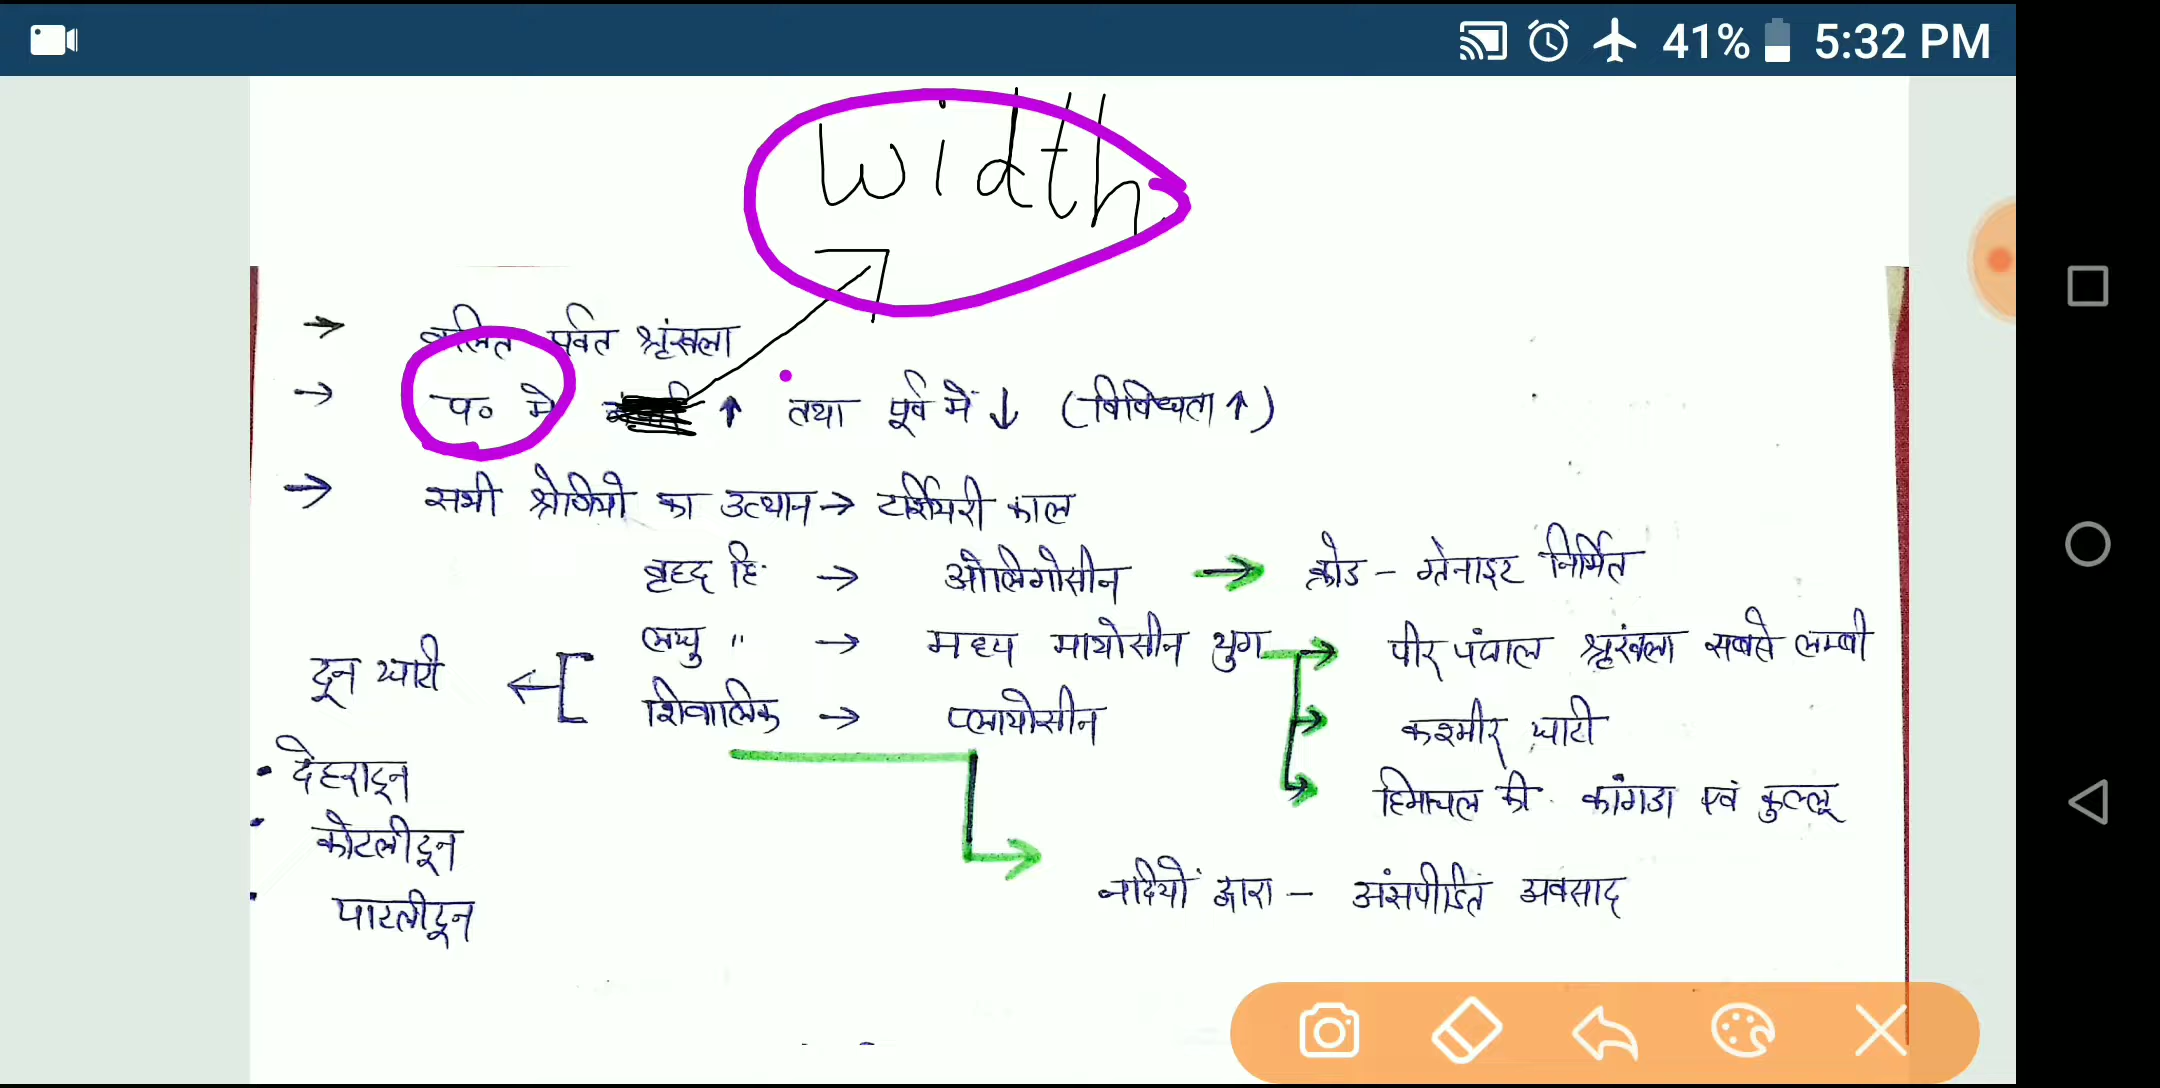 41% 5:32 PM
width
→ वलित पर्वत श्रृंखला
→ प० मे ↑ तथा पूर्व में ↓ (विविधता ↑)
→ सभी श्रेणियो का उत्थान → टर्शियरी काल
बृहद हि. → ओलिगोसीन → क्रोड - ग्रेनाइट निर्मित
लघु " → मध्य मायोसीन युग → पीर पंजाल श्रृंखला सबसे लम्बी
दून घाटी ← शिवालिक → प्लायोसीन → कश्मीर घाटी
• देहरादून → हिमाचल की कांगडा एवं कुल्लू
• कोटलीदून
→ नदियों द्वारा - अंसपीडित अवसाद
• पाटलीदून